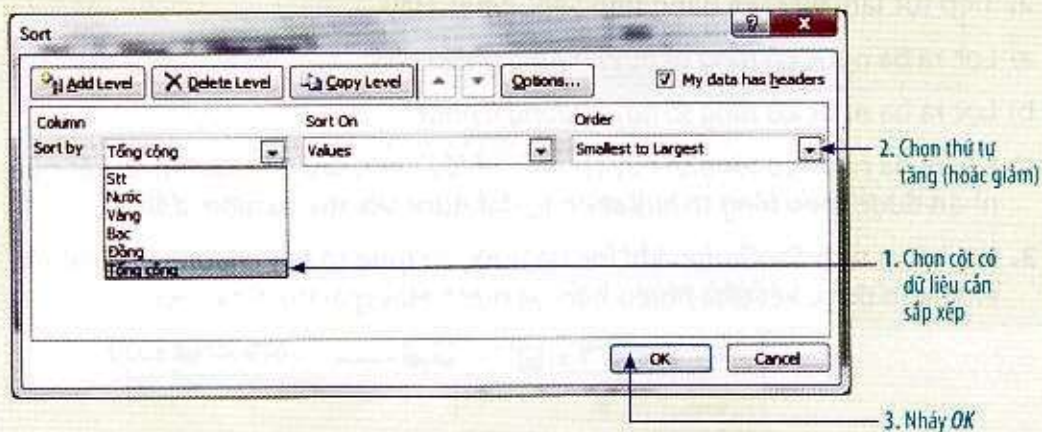 Sort
? X
Add Level Delete Level Copy Level Options... My data has headers
Column Sort On Order
Sort by Tổng cộng Values Smallest to Largest
Stt
Nước
Vàng
Bạc
Đồng
Tổng cộng
2. Chọn thứ tự
tăng (hoặc giảm)
1. Chọn cột có
dữ liệu cần
sắp xếp
OK Cancel
3. Nháy OK